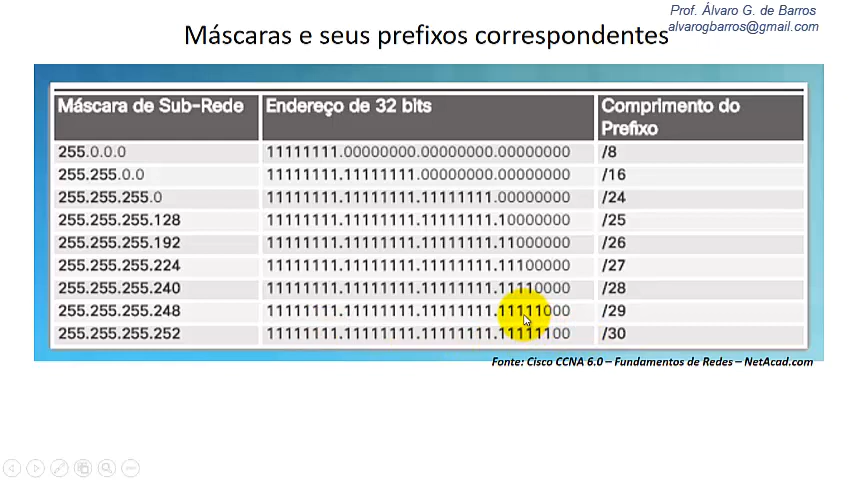 Prof. Álvaro G. de Barros
alvarogbarros@gmail.com
Máscaras e seus prefixos correspondentes
Máscara de Sub-Rede Endereço de 32 bits Comprimento do
Prefixo
255.0.0.0 11111111.00000000.00000000.00000000 /8
255.255.0.0 11111111.11111111.00000000.00000000 /16
255.255.255.0 11111111.11111111.11111111.00000000 /24
255.255.255.128 11111111.11111111.11111111.10000000 /25
255.255.255.192 11111111.11111111.11111111.11000000 /26
255.255.255.224 11111111.11111111.11111111.11100000 /27
255.255.255.240 11111111.11111111.11111111.11110000 /28
255.255.255.248 11111111.11111111.11111111.11111000 /29
255.255.255.252 11111111.11111111.11111111.11111100 /30
Fonte: Cisco CCNA 6.0 – Fundamentos de Redes – NetAcad.com